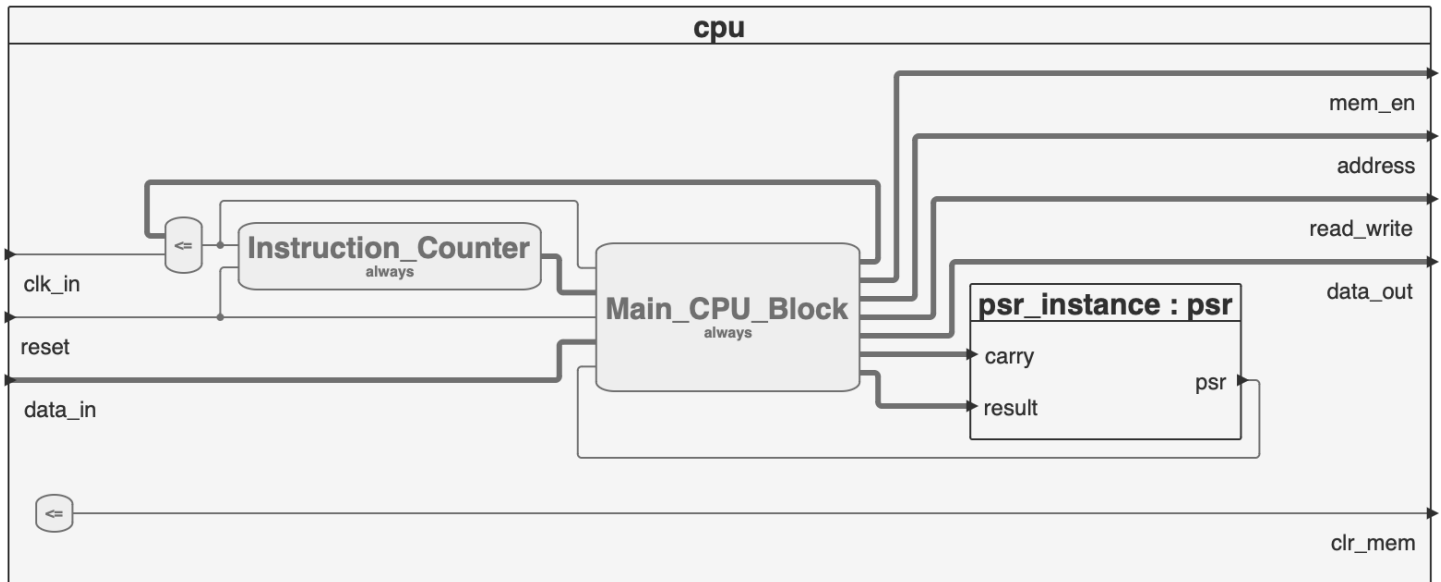 cpu
mem_en
address
read_write
<=
Instruction_Counter
always
clk_in
data_out
Main_CPU_Block
always
psr_instance : psr
reset
carry
psr
data_in
result
<=
clr_mem